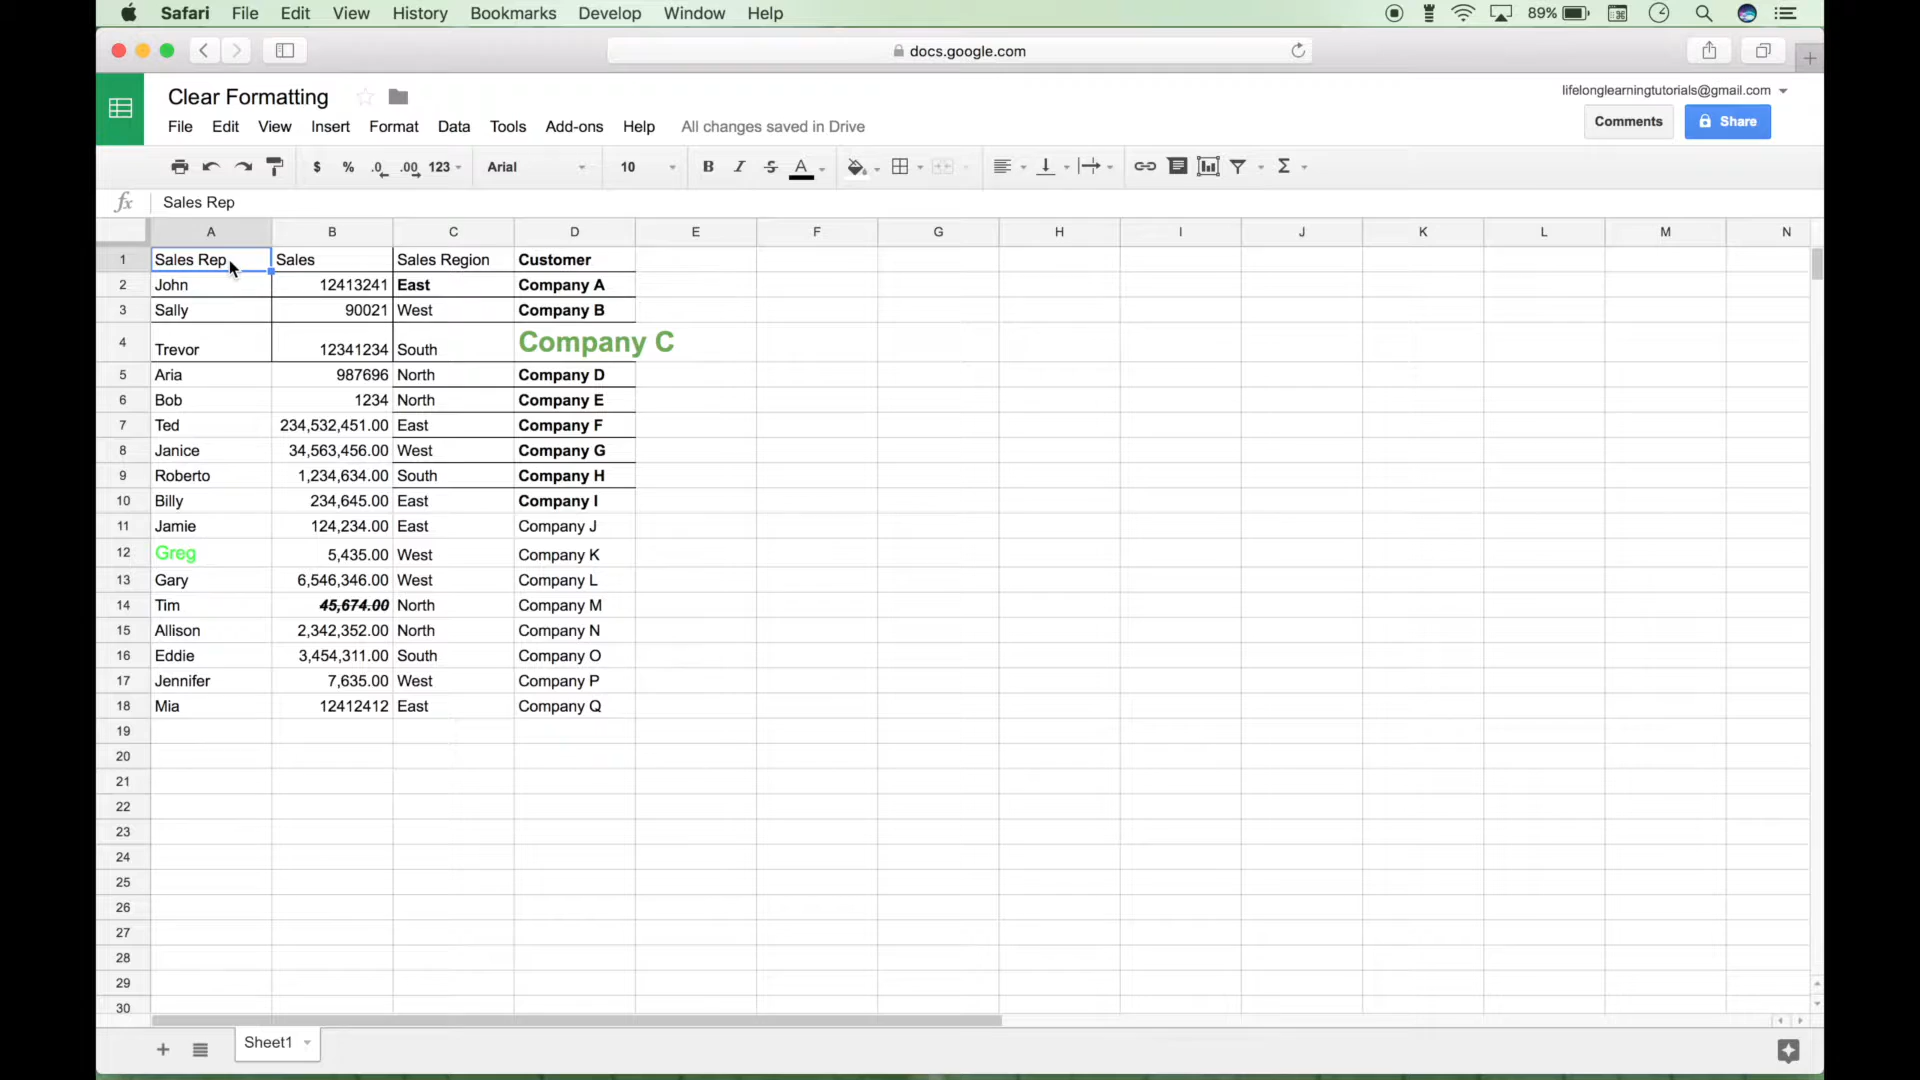 Safari File Edit View History Bookmarks Develop Window Help 89%
docs.google.com
Clear Formatting
lifelonglearningtutorials@gmail.com
File Edit View Insert Format Data Tools Add-ons Help All changes saved in Drive
Comments Share
$ % .0 .00 123 Arial 10 B I S A Σ
fx Sales Rep
A B C D E F G H I J K L M N
1 Sales Rep Sales Sales Region Customer
2 John 12413241 East Company A
3 Sally 90021 West Company B
4 Trevor 12341234 South Company C
5 Aria 987696 North Company D
6 Bob 1234 North Company E
7 Ted 234,532,451.00 East Company F
8 Janice 34,563,456.00 West Company G
9 Roberto 1,234,634.00 South Company H
10 Billy 234,645.00 East Company I
11 Jamie 124,234.00 East Company J
12 Greg 5,435.00 West Company K
13 Gary 6,546,346.00 West Company L
14 Tim 45,674.00 North Company M
15 Allison 2,342,352.00 North Company N
16 Eddie 3,454,311.00 South Company O
17 Jennifer 7,635.00 West Company P
18 Mia 12412412 East Company Q
19
20
21
22
23
24
25
26
27
28
29
30
Sheet1